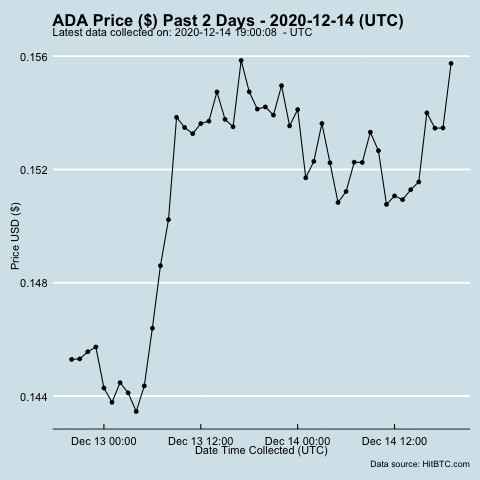 ADA Price ($) Past 2 Days - 2020-12-14 (UTC)
Latest data collected on: 2020-12-14 19:00:08  - UTC
0.156
0.152
0.148
0.144
Price USD ($)
Dec 13 00:00 Dec 13 12:00 Dec 14 00:00 Dec 14 12:00
Date Time Collected (UTC)
Data source: HitBTC.com